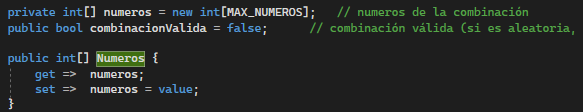 private int[] numeros = new int[MAX_NUMEROS];   // numeros de la combinación
public bool combinacionValida = false;      // combinación válida (si es aleatoria,
public int[] Numeros {
    get =>  numeros;
    set =>  numeros = value;
}